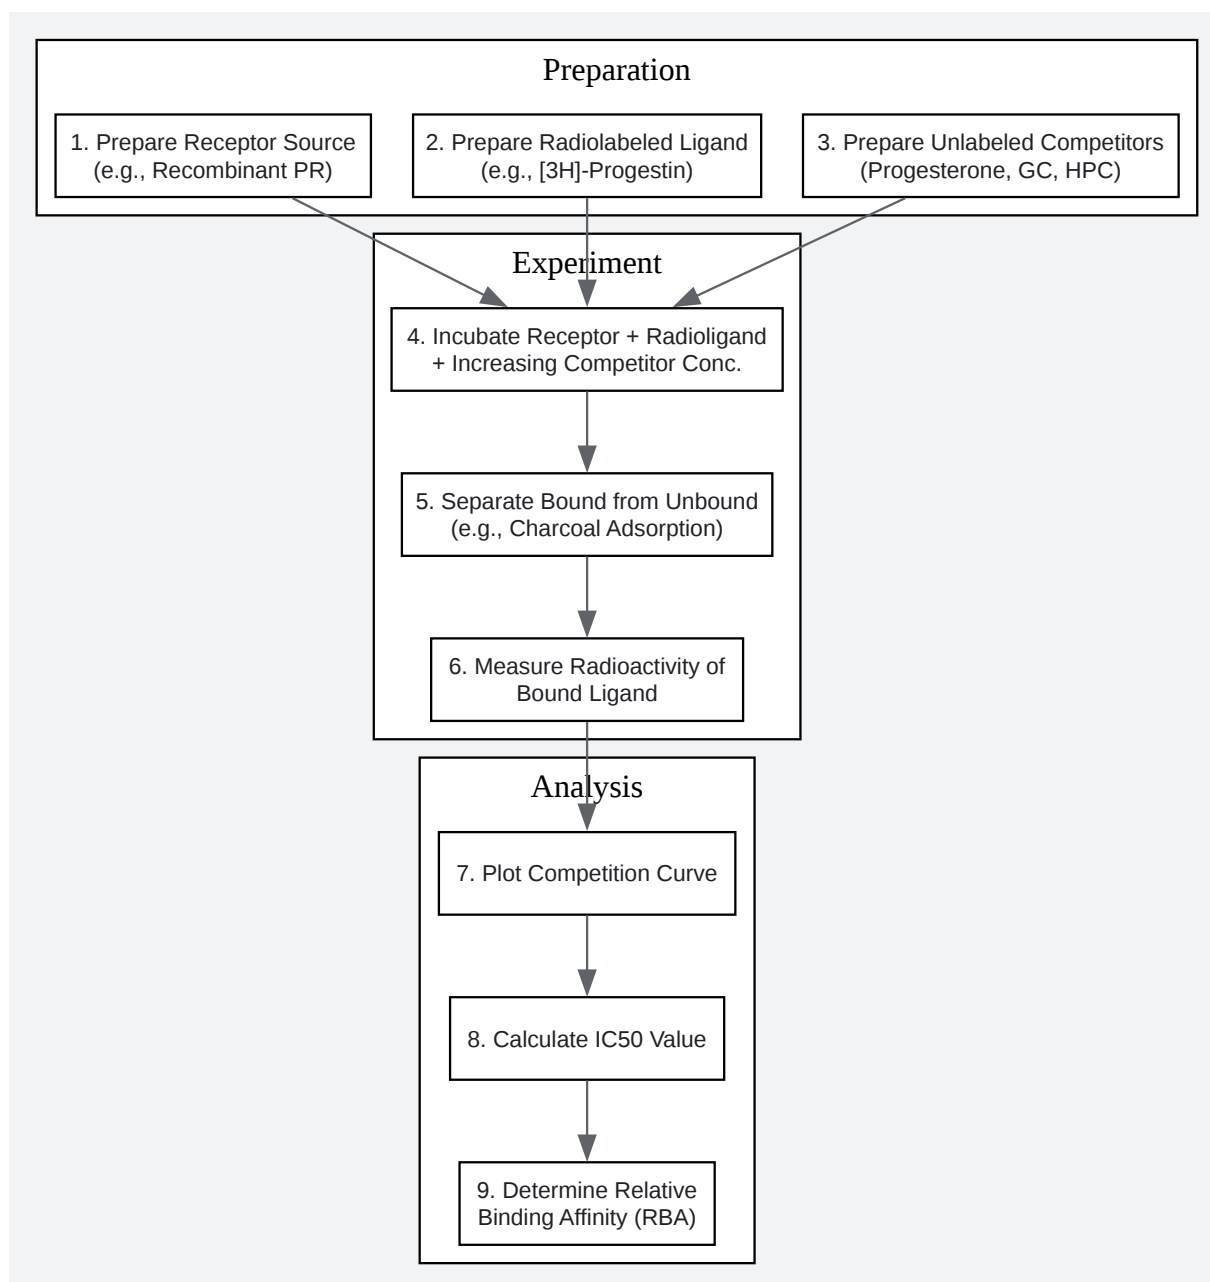 Preparation
1. Prepare Receptor Source
(e.g., Recombinant PR)
2. Prepare Radiolabeled Ligand
(e.g., [3H]-Progestin)
3. Prepare Unlabeled Competitors
(Progesterone, GC, HPC)
Experiment
4. Incubate Receptor + Radioligand
+ Increasing Competitor Conc.
5. Separate Bound from Unbound
(e.g., Charcoal Adsorption)
6. Measure Radioactivity of
Bound Ligand
Analysis
7. Plot Competition Curve
8. Calculate IC50 Value
9. Determine Relative
Binding Affinity (RBA)